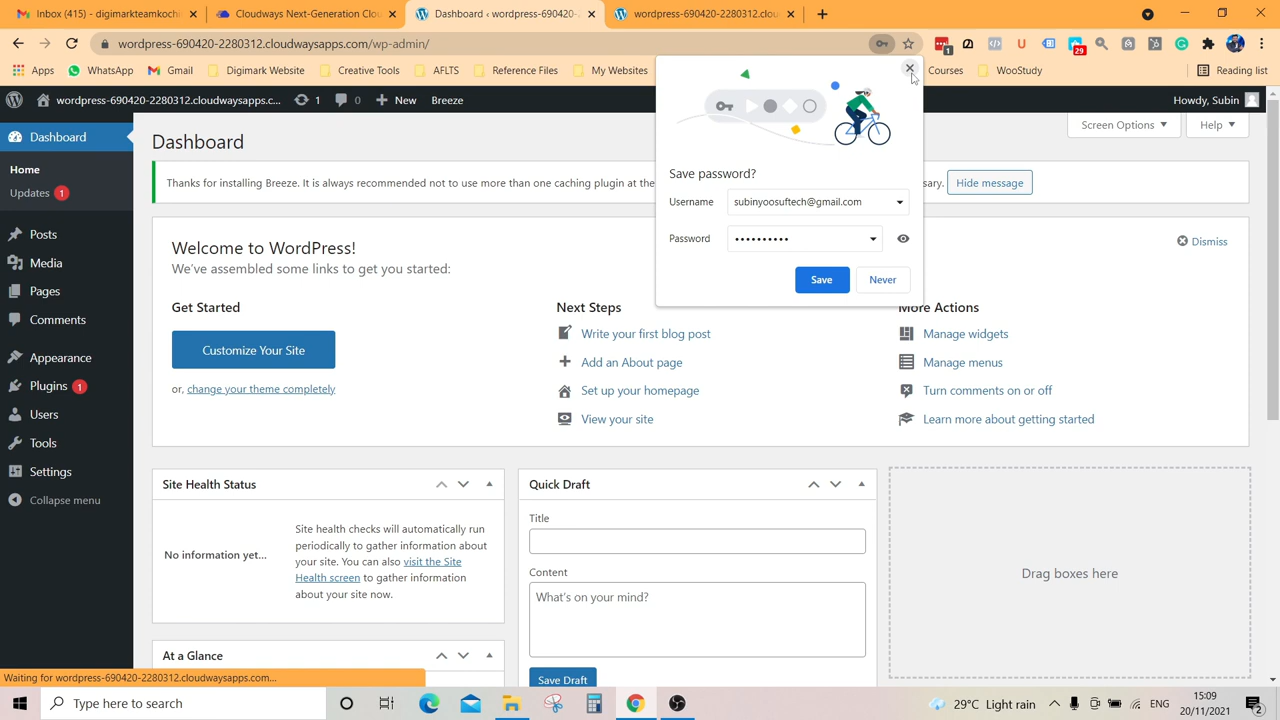 Inbox (415) - digimarkteamkochi
Cloudways Next-Generation Clou
Dashboard ‹ wordpress-690420-
wordpress-690420-2280312.clou
wordpress-690420-2280312.cloudwaysapps.com/wp-admin/
1
29
Apps
WhatsApp
Gmail
Digimark Website
Creative Tools
AFLTS
Reference Files
My Websites
Courses
WooStudy
Reading list
wordpress-690420-2280312.cloudwaysapps...
1
0
New
Breeze
Howdy, Subin
Dashboard
Home
Updates 1
Posts
Media
Pages
Comments
Appearance
Plugins 1
Users
Tools
Settings
Collapse menu
Dashboard
Screen Options
Help
Thanks for installing Breeze. It is always recommended not to use more than one caching plugin at the
sary.
Hide message
Save password?
Username
subinyoosuftech@gmail.com
Password
Save
Never
Welcome to WordPress!
We've assembled some links to get you started:
Dismiss
Get Started
Customize Your Site
or, change your theme completely
Next Steps
Write your first blog post
Add an About page
Set up your homepage
View your site
More Actions
Manage widgets
Manage menus
Turn comments on or off
Learn more about getting started
Site Health Status
No information yet...
Site health checks will automatically run
periodically to gather information about
your site. You can also visit the Site
Health screen to gather information
about your site now.
At a Glance
Quick Draft
Title
Content
What's on your mind?
Save Draft
Drag boxes here
Waiting for wordpress-690420-2280312.cloudwaysapps.com...
Type here to search
29°C Light rain
ENG
15:09
20/11/2021
2